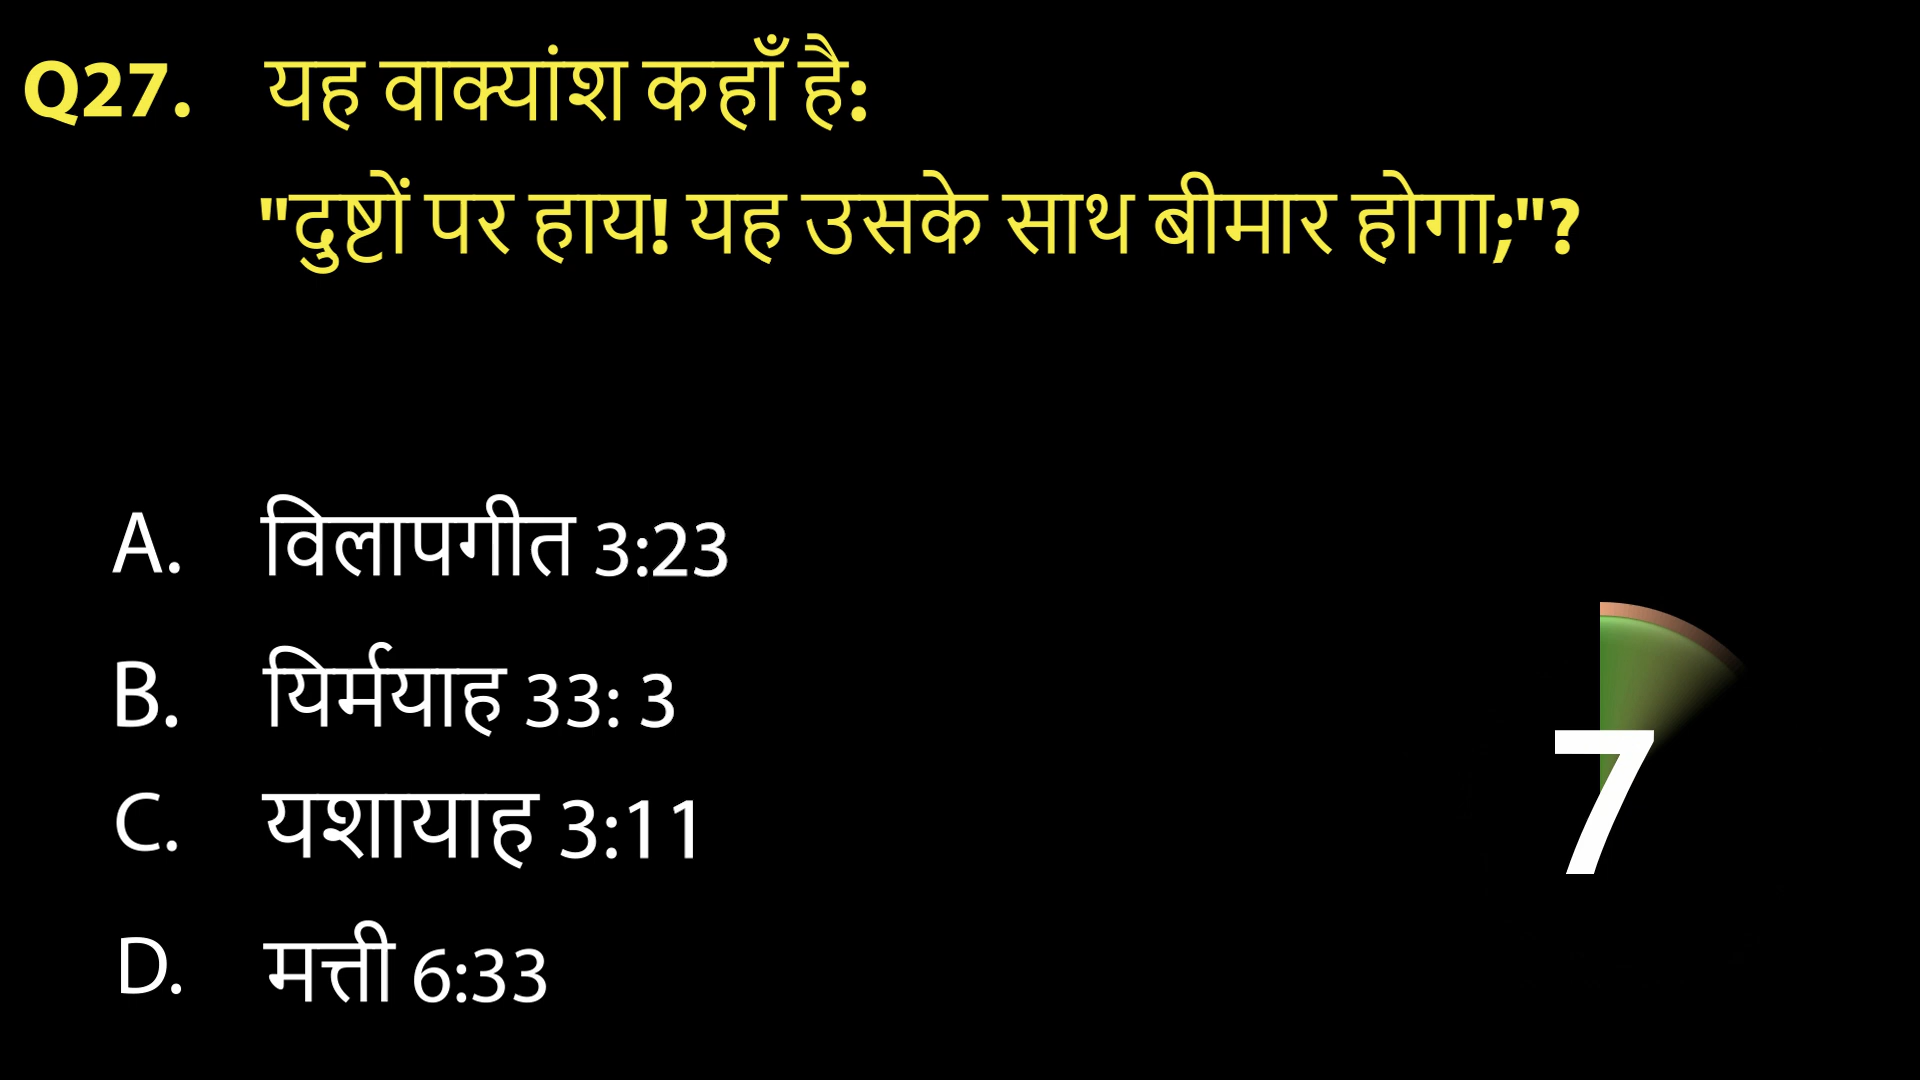 Q27. यह वाक्यांश कहाँ है:
"दुष्टों पर हाय! यह उसके साथ बीमार होगा;"?
A. विलापगीत 3:23
B. यिर्मयाह 33: 3
C. यशायाह 3:11
7
D. मत्ती 6:33